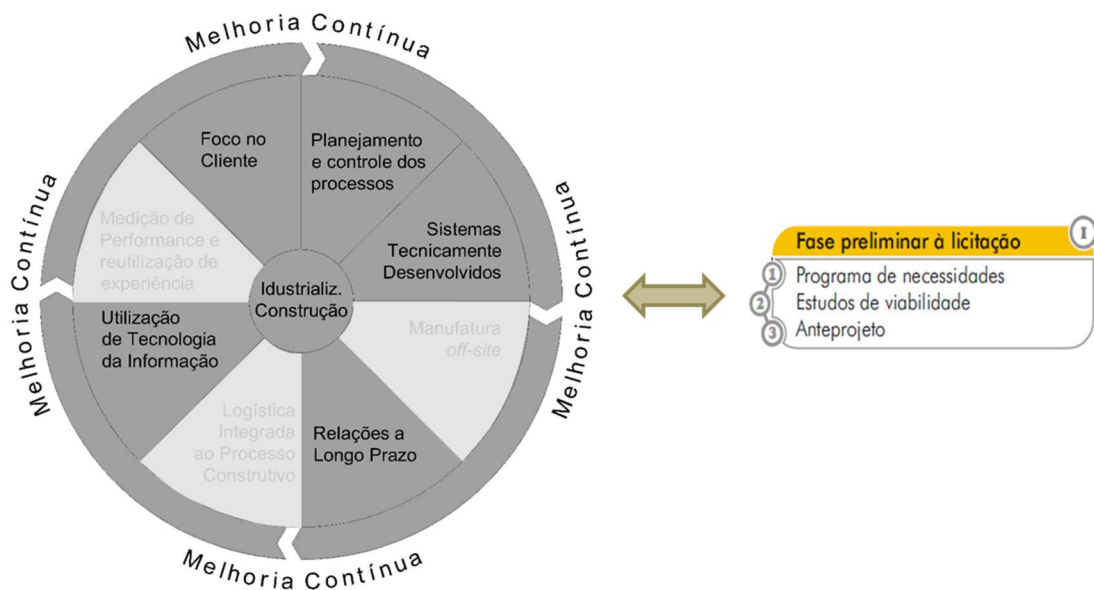 Melhoria Contínua
Melhoria Contínua
Melhoria Contínua
Melhoria Contínua
Foco no
Cliente
Planejamento
e controle dos
processos
Sistemas
Tecnicamente
Desenvolvidos
Manufatura
off-site
Relações a
Longo Prazo
Logística
Integrada
ao Processo
Construtivo
Utilização
de Tecnologia
da Informação
Medição de
Performance e
reutilização de
experiência
Idustrializ.
Construção
Fase preliminar à licitação
I
1 Programa de necessidades
2 Estudos de viabilidade
3 Anteprojeto